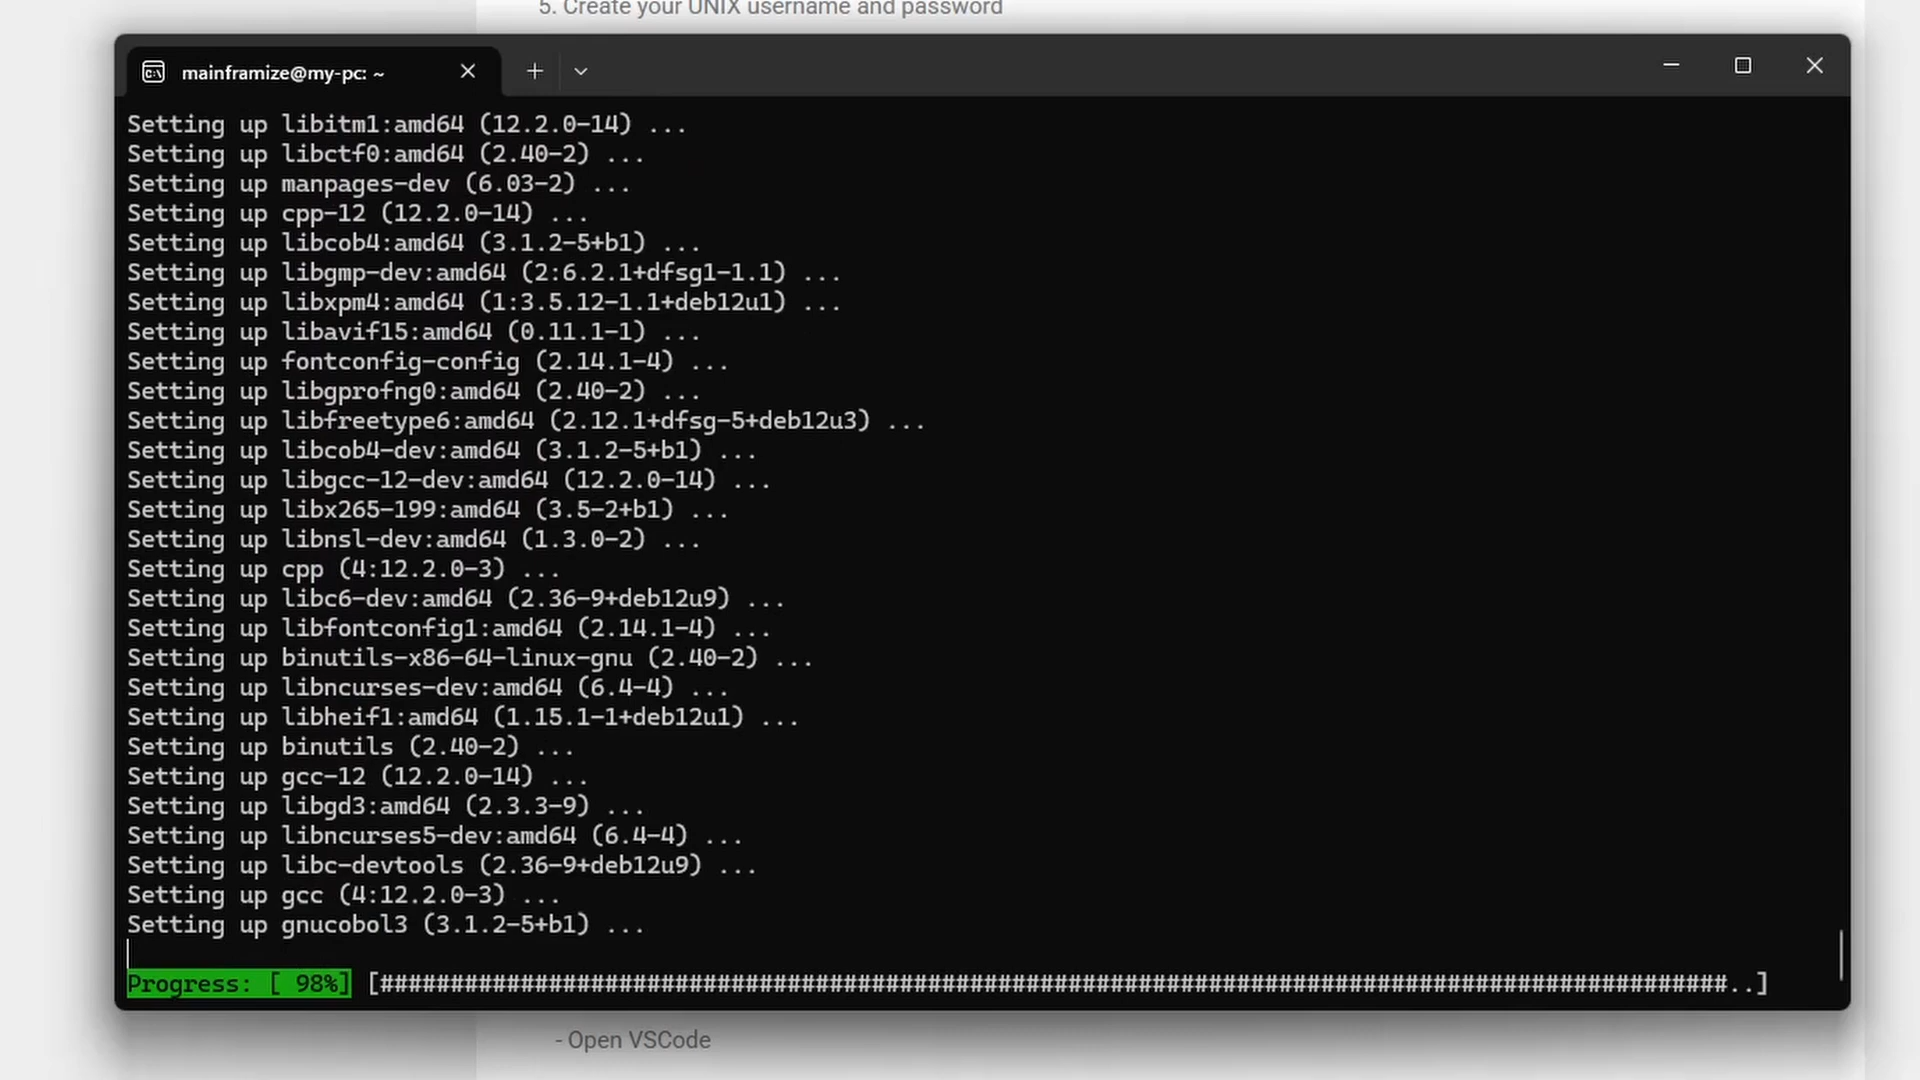 5. Create your UNIX username and password
mainframize@my-pc: ~
Setting up libitm1:amd64 (12.2.0-14) ...
Setting up libctf0:amd64 (2.40-2) ...
Setting up manpages-dev (6.03-2) ...
Setting up cpp-12 (12.2.0-14) ...
Setting up libcob4:amd64 (3.1.2-5+b1) ...
Setting up libgmp-dev:amd64 (2:6.2.1+dfsg1-1.1) ...
Setting up libxpm4:amd64 (1:3.5.12-1.1+deb12u1) ...
Setting up libavif15:amd64 (0.11.1-1) ...
Setting up fontconfig-config (2.14.1-4) ...
Setting up libgprofng0:amd64 (2.40-2) ...
Setting up libfreetype6:amd64 (2.12.1+dfsg-5+deb12u3) ...
Setting up libcob4-dev:amd64 (3.1.2-5+b1) ...
Setting up libgcc-12-dev:amd64 (12.2.0-14) ...
Setting up libx265-199:amd64 (3.5-2+b1) ...
Setting up libnsl-dev:amd64 (1.3.0-2) ...
Setting up cpp (4:12.2.0-3) ...
Setting up libc6-dev:amd64 (2.36-9+deb12u9) ...
Setting up libfontconfig1:amd64 (2.14.1-4) ...
Setting up binutils-x86-64-linux-gnu (2.40-2) ...
Setting up libncurses-dev:amd64 (6.4-4) ...
Setting up libheif1:amd64 (1.15.1-1+deb12u1) ...
Setting up binutils (2.40-2) ...
Setting up gcc-12 (12.2.0-14) ...
Setting up libgd3:amd64 (2.3.3-9) ...
Setting up libncurses5-dev:amd64 (6.4-4) ...
Setting up libc-devtools (2.36-9+deb12u9) ...
Setting up gcc (4:12.2.0-3) ...
Setting up gnucobol3 (3.1.2-5+b1) ...
Progress: [ 98%] [################################################################################################..]
- Open VSCode